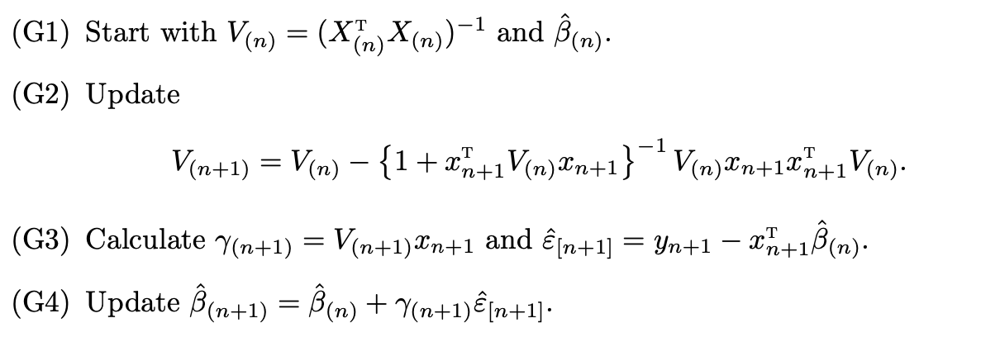 (G1) Start with $V_{(n)} = (X_{(n)}^{\mathrm{T}} X_{(n)})^{-1}$ and $\hat{\beta}_{(n)}$.
(G2) Update
$V_{(n+1)} = V_{(n)} - \left\{1 + x_{n+1}^{\mathrm{T}} V_{(n)} x_{n+1}\right\}^{-1} V_{(n)} x_{n+1} x_{n+1}^{\mathrm{T}} V_{(n)}.$
(G3) Calculate $\gamma_{(n+1)} = V_{(n+1)} x_{n+1}$ and $\hat{\varepsilon}_{[n+1]} = y_{n+1} - x_{n+1}^{\mathrm{T}} \hat{\beta}_{(n)}$.
(G4) Update $\hat{\beta}_{(n+1)} = \hat{\beta}_{(n)} + \gamma_{(n+1)} \hat{\varepsilon}_{[n+1]}$.